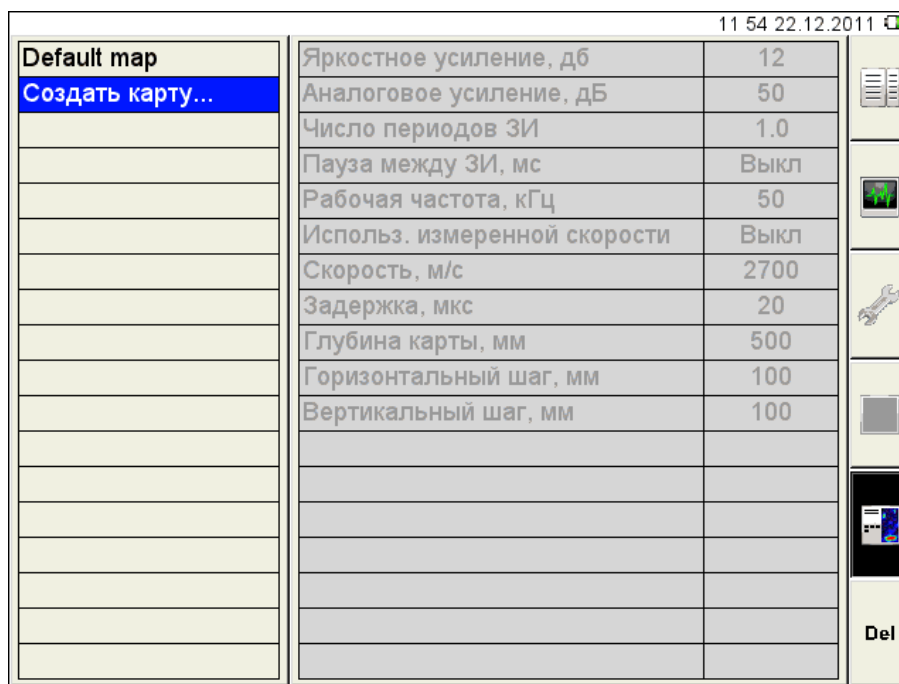 11 54 22.12.2011
Default map
Создать карту...
Яркостное усиление, дб 12
Аналоговое усиление, дБ 50
Число периодов ЗИ 1.0
Пауза между ЗИ, мс Выкл
Рабочая частота, кГц 50
Использ. измеренной скорости Выкл
Скорость, м/с 2700
Задержка, мкс 20
Глубина карты, мм 500
Горизонтальный шаг, мм 100
Вертикальный шаг, мм 100
Del